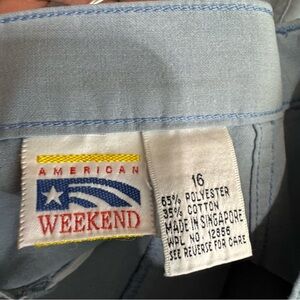 AMERICAN
WEEKEND
16
65% POLYESTER
35% COTTON
MADE IN SINGAPORE
WPL NO. 12856
SEE REVERSE FOR CARE